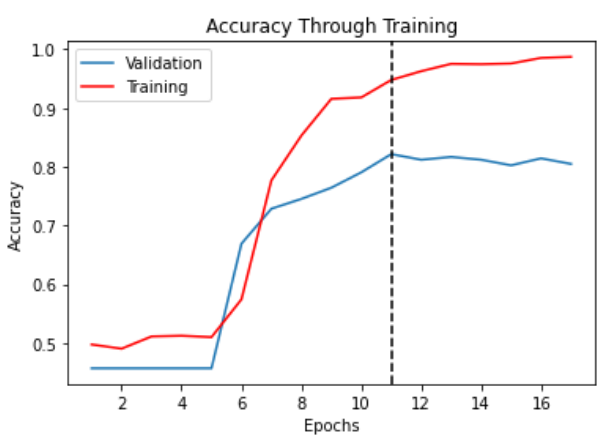 Accuracy Through Training
Validation
Training
1.0
0.9
0.8
0.7
0.6
0.5
Accuracy
2 4 6 8 10 12 14 16
Epochs